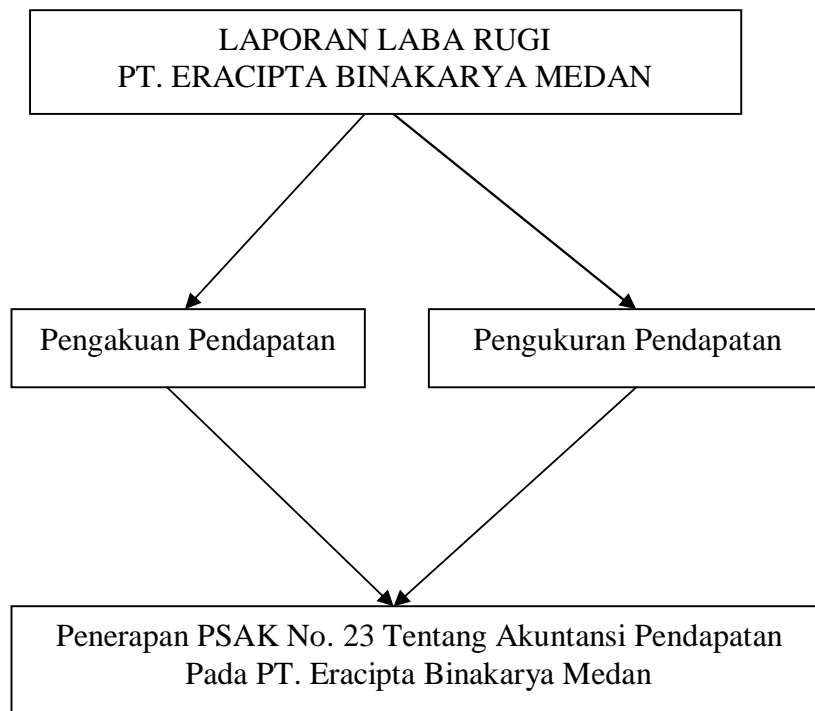 LAPORAN LABA RUGI
PT. ERACIPTA BINAKARYA MEDAN
Pengakuan Pendapatan
Pengukuran Pendapatan
Penerapan PSAK No. 23 Tentang Akuntansi Pendapatan
Pada PT. Eracipta Binakarya Medan